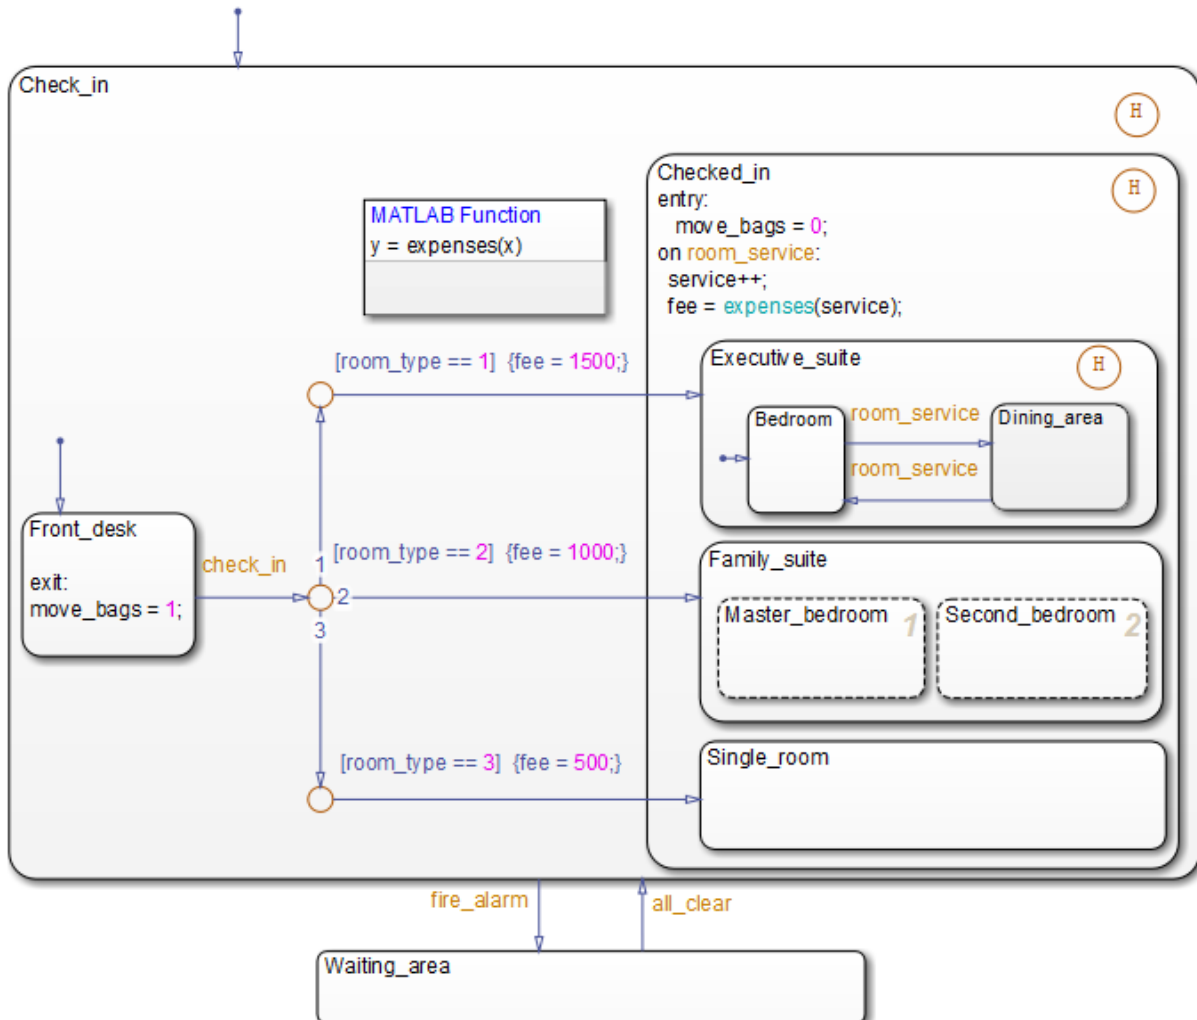 Check_in
H
Checked_in
H
entry:
move_bags = 0;
on room_service:
service++;
fee = expenses(service);
MATLAB Function
y = expenses(x)
[room_type == 1] {fee = 1500;}
Executive_suite
H
Bedroom
room_service
Dining_area
room_service
Front_desk
exit:
move_bags = 1;
check_in
1
2
3
[room_type == 2] {fee = 1000;}
Family_suite
Master_bedroom 1
Second_bedroom 2
[room_type == 3] {fee = 500;}
Single_room
fire_alarm
all_clear
Waiting_area